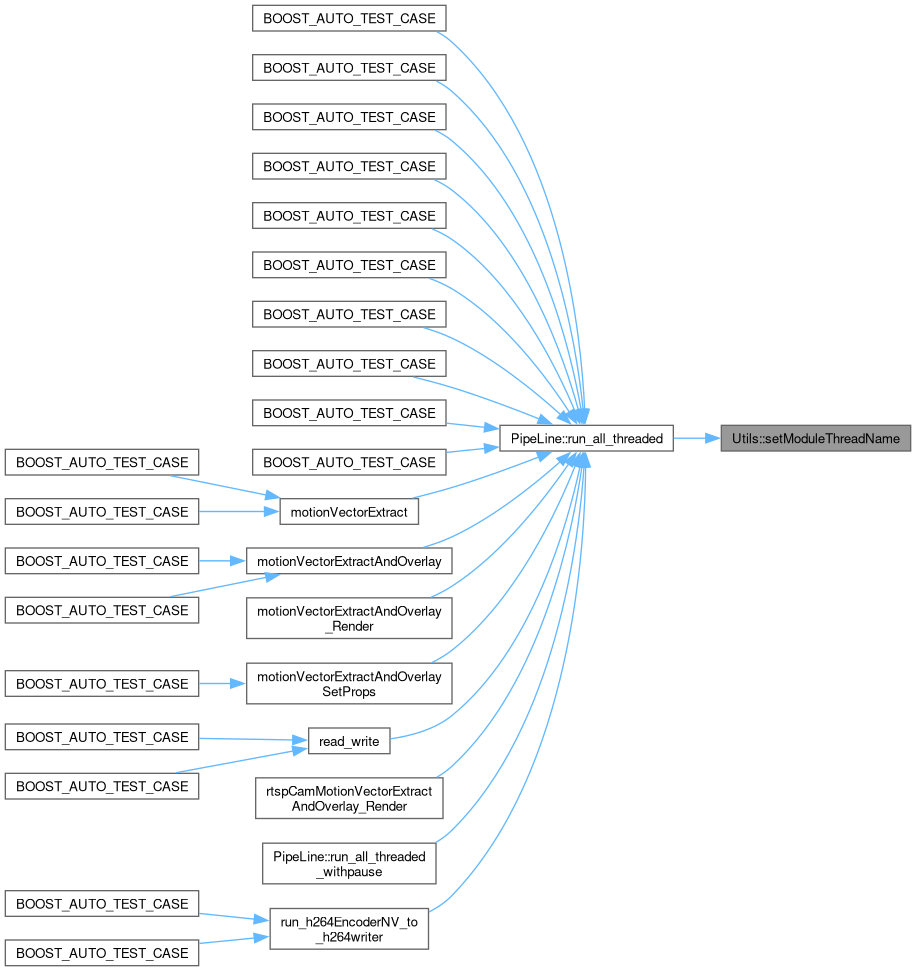 BOOST_AUTO_TEST_CASE
BOOST_AUTO_TEST_CASE
BOOST_AUTO_TEST_CASE
BOOST_AUTO_TEST_CASE
BOOST_AUTO_TEST_CASE
BOOST_AUTO_TEST_CASE
BOOST_AUTO_TEST_CASE
BOOST_AUTO_TEST_CASE
BOOST_AUTO_TEST_CASE
PipeLine::run_all_threaded
Utils::setModuleThreadName
BOOST_AUTO_TEST_CASE
BOOST_AUTO_TEST_CASE
BOOST_AUTO_TEST_CASE
motionVectorExtract
BOOST_AUTO_TEST_CASE
motionVectorExtractAndOverlay
BOOST_AUTO_TEST_CASE
motionVectorExtractAndOverlay
_Render
BOOST_AUTO_TEST_CASE
motionVectorExtractAndOverlay
SetProps
BOOST_AUTO_TEST_CASE
read_write
BOOST_AUTO_TEST_CASE
rtspCamMotionVectorExtract
AndOverlay_Render
PipeLine::run_all_threaded
_withpause
BOOST_AUTO_TEST_CASE
run_h264EncoderNV_to
_h264writer
BOOST_AUTO_TEST_CASE